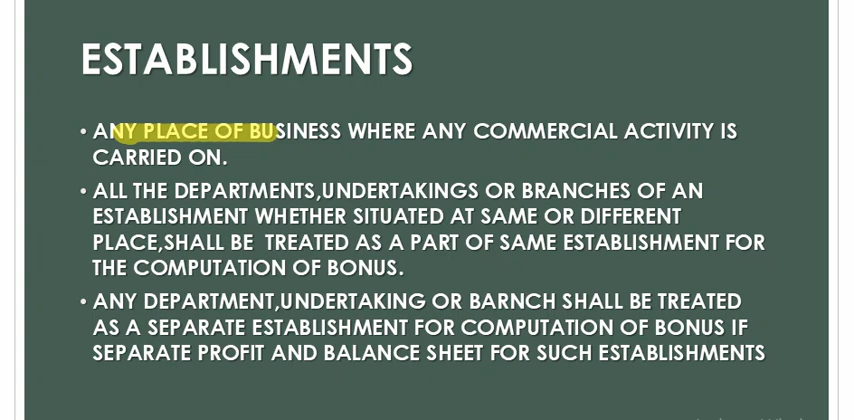 ESTABLISHMENTS
• ANY PLACE OF BUSINESS WHERE ANY COMMERCIAL ACTIVITY IS
CARRIED ON.
• ALL THE DEPARTMENTS,UNDERTAKINGS OR BRANCHES OF AN
ESTABLISHMENT WHETHER SITUATED AT SAME OR DIFFERENT
PLACE,SHALL BE  TREATED AS A PART OF SAME ESTABLISHMENT FOR
THE COMPUTATION OF BONUS.
• ANY DEPARTMENT,UNDERTAKING OR BARNCH SHALL BE TREATED
AS A SEPARATE ESTABLISHMENT FOR COMPUTATION OF BONUS IF
SEPARATE PROFIT AND BALANCE SHEET FOR SUCH ESTABLISHMENTS